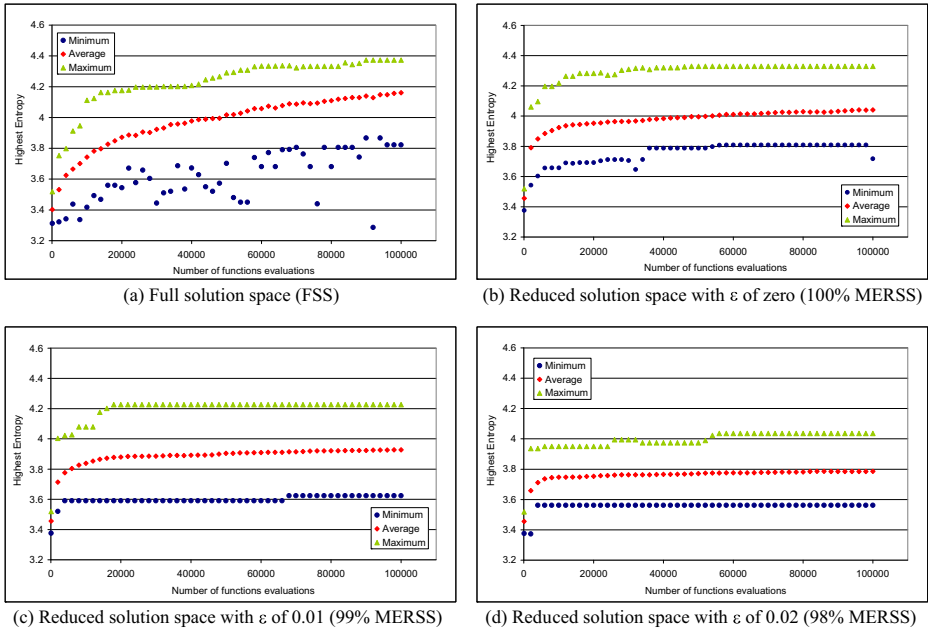 4.6
4.4
4.2
4
3.8
3.6
3.4
3.2
Highest Entropy
Minimum
Average
Maximum
0 20000 40000 60000 80000 100000
Number of functions evaluations
(a) Full solution space (FSS)
4.6
4.4
4.2
4
3.8
3.6
3.4
3.2
Highest Entropy
Minimum
Average
Maximum
0 20000 40000 60000 80000 100000
Number of functions evaluations
(b) Reduced solution space with ε of zero (100% MERSS)
4.6
4.4
4.2
4
3.8
3.6
3.4
3.2
Highest Entropy
Minimum
Average
Maximum
0 20000 40000 60000 80000 100000
Number of functions evaluations
(c) Reduced solution space with ε of 0.01 (99% MERSS)
4.6
4.4
4.2
4
3.8
3.6
3.4
3.2
Highest Entropy
Minimum
Average
Maximum
0 20000 40000 60000 80000 100000
Number of functions evaluations
(d) Reduced solution space with ε of 0.02 (98% MERSS)